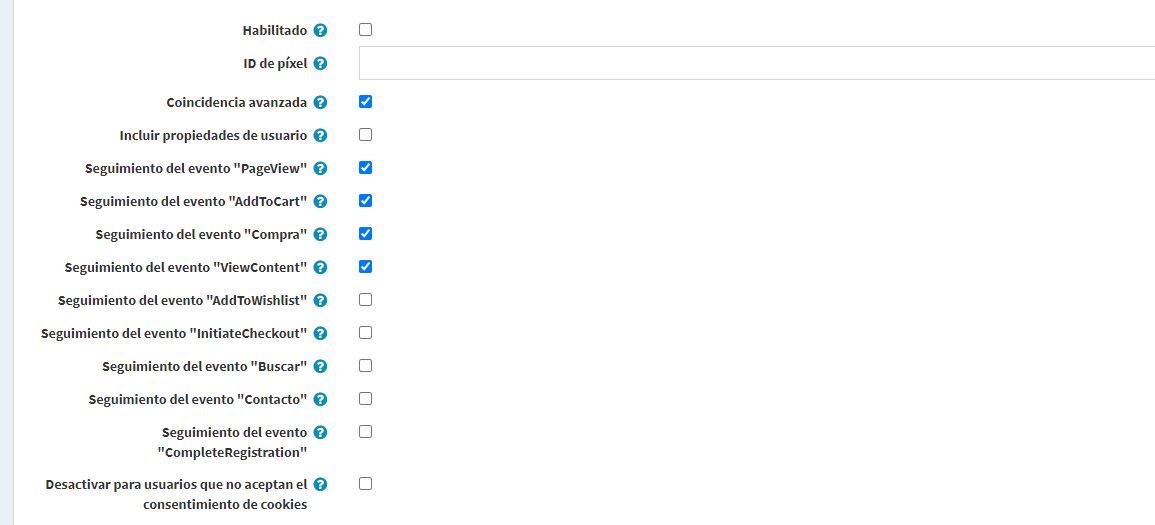 Habilitado ?
ID de píxel ?
Coincidencia avanzada ?
Incluir propiedades de usuario ?
Seguimiento del evento "PageView" ?
Seguimiento del evento "AddToCart" ?
Seguimiento del evento "Compra" ?
Seguimiento del evento "ViewContent" ?
Seguimiento del evento "AddToWishlist" ?
Seguimiento del evento "InitiateCheckout" ?
Seguimiento del evento "Buscar" ?
Seguimiento del evento "Contacto" ?
Seguimiento del evento ?
"CompleteRegistration"
Desactivar para usuarios que no aceptan el ?
consentimiento de cookies